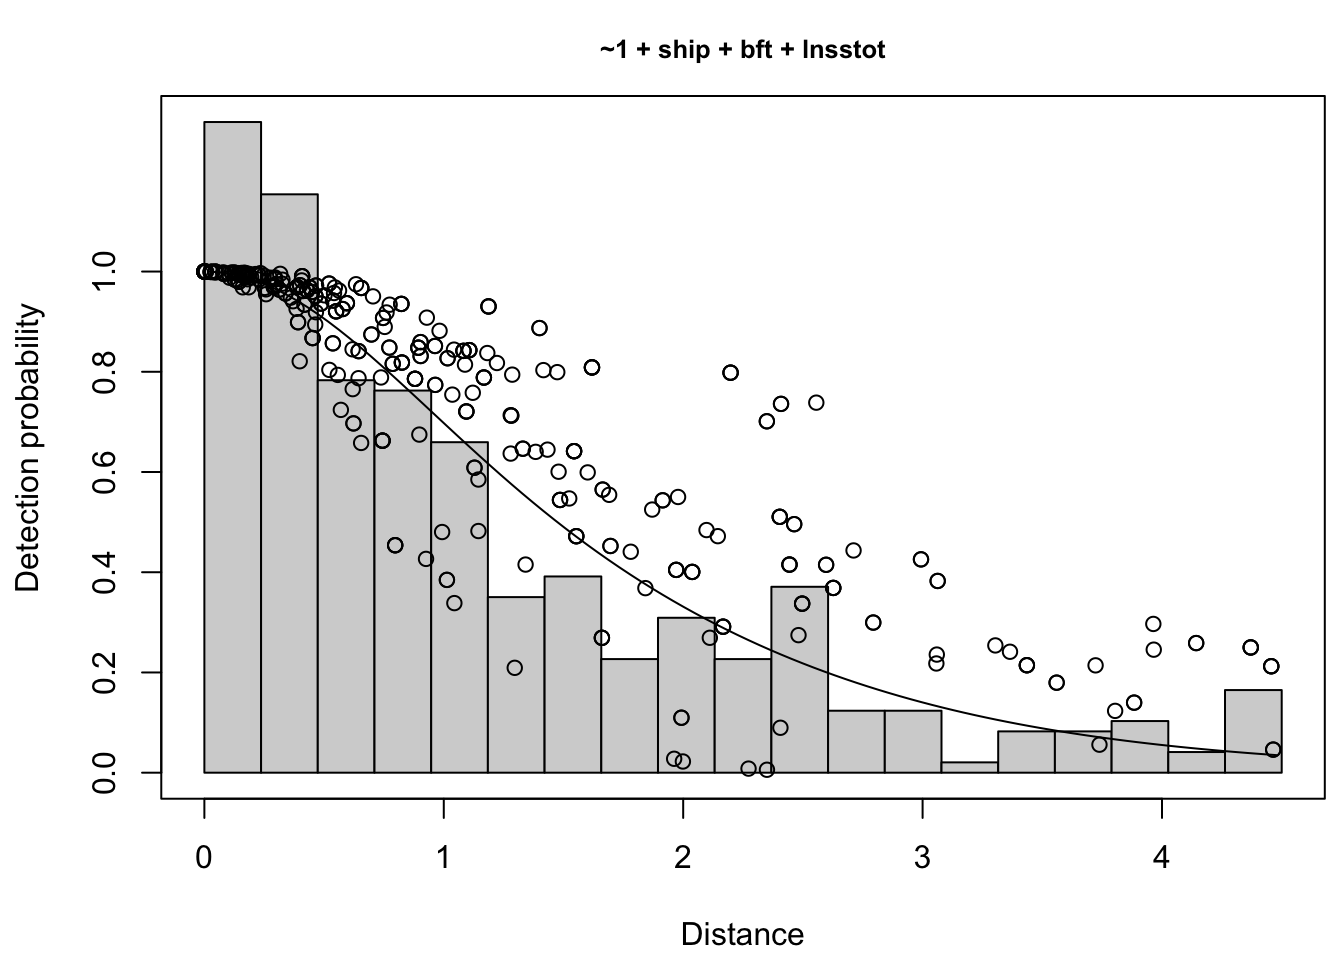 ~1 + ship + bft + lnsstot
Detection probability
1.0
0.8
0.6
0.4
0.2
0.0
0 1 2 3 4
Distance